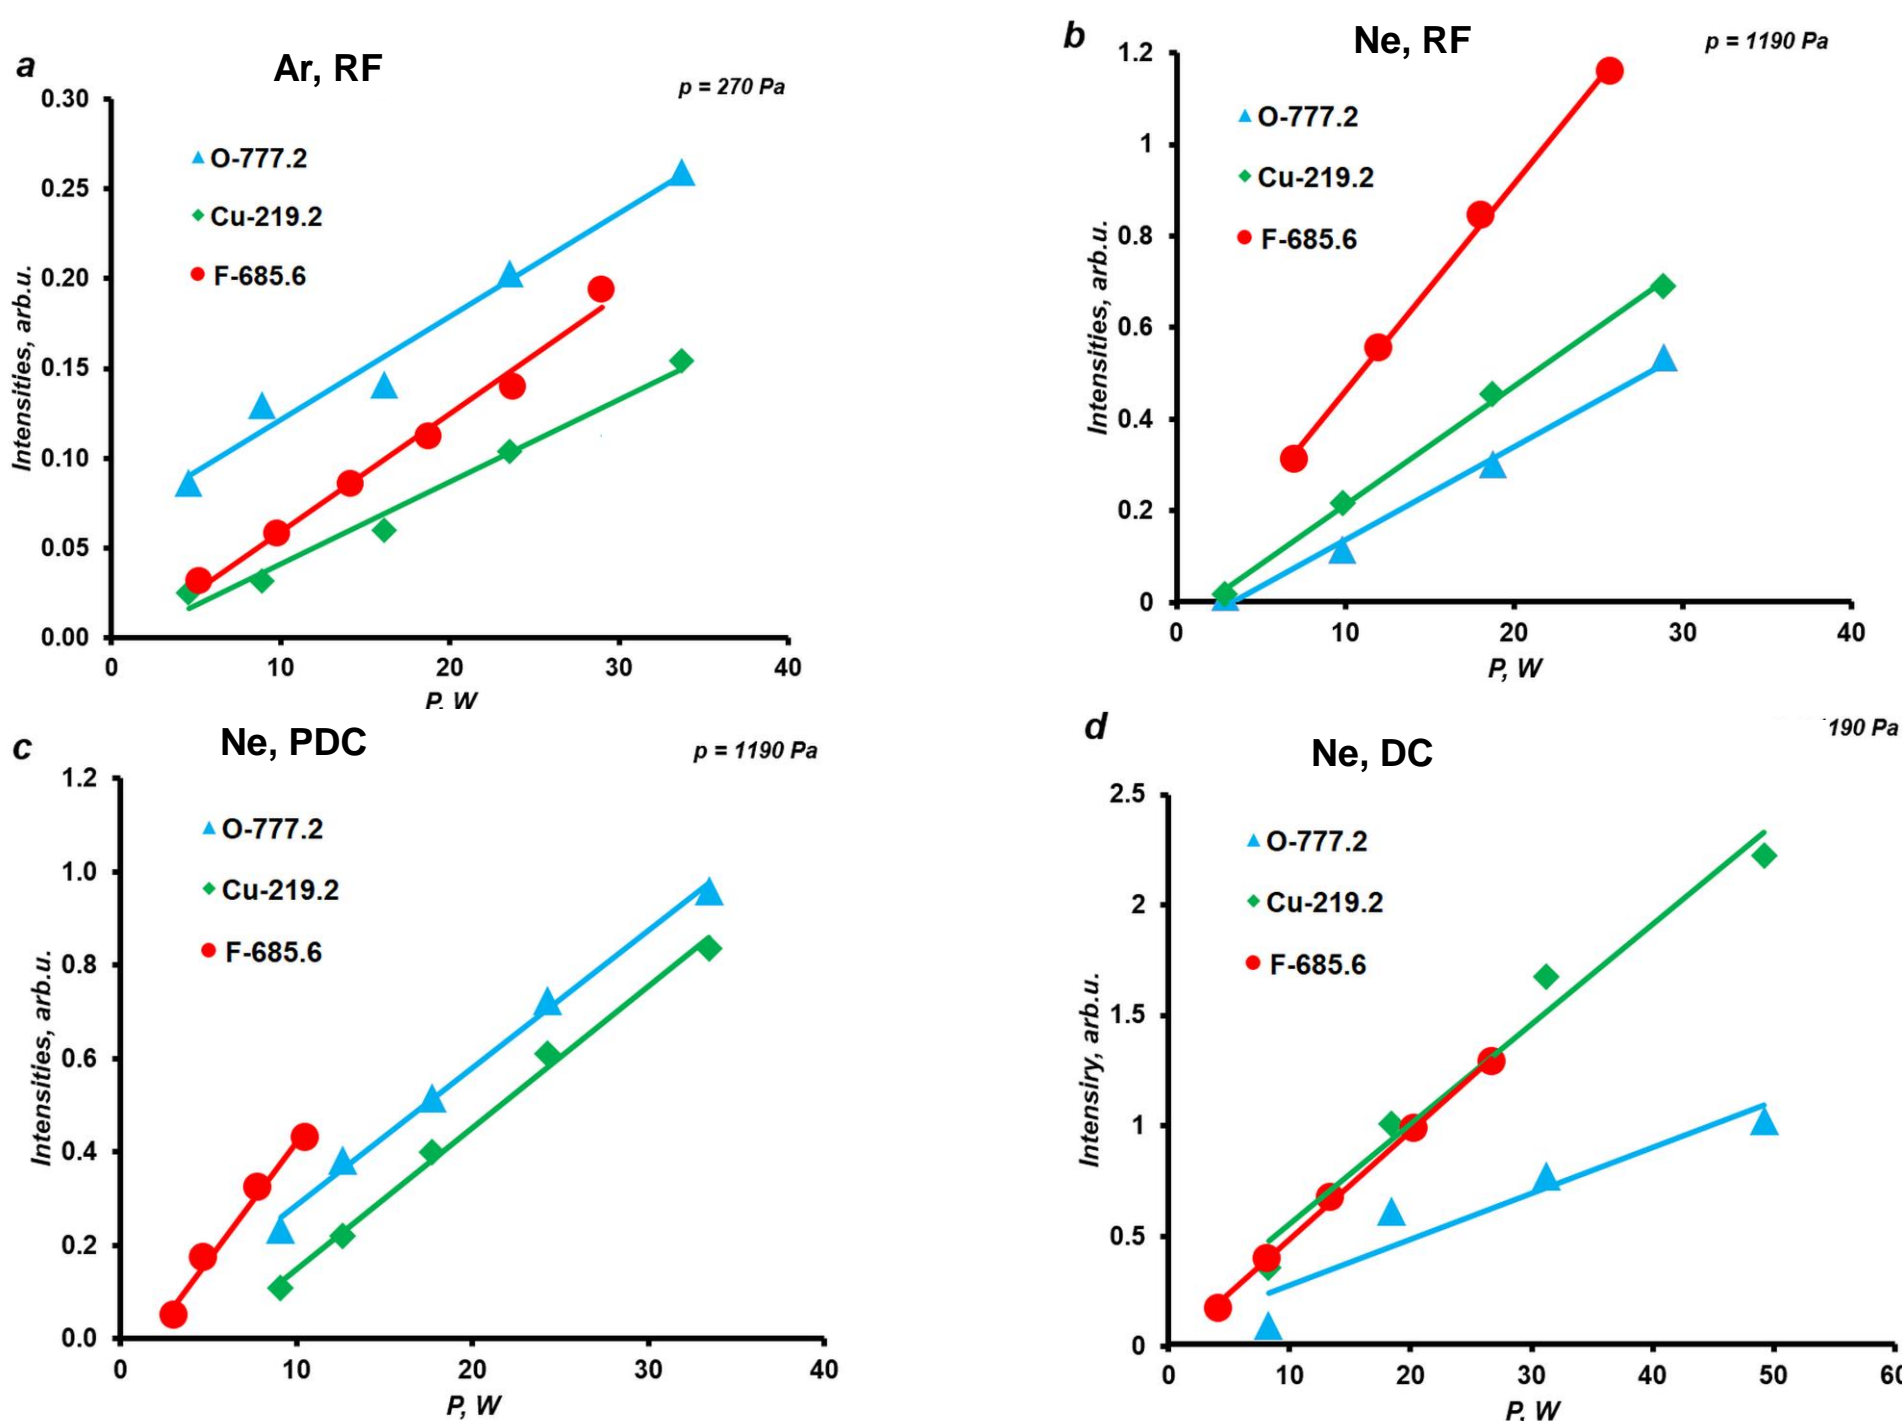 a
Ar, RF
p = 270 Pa
0.30
0.25
0.20
0.15
0.10
0.05
0.00
O-777.2
Cu-219.2
F-685.6
Intensities, arb.u.
0 10 20 30 40
P, W
b
Ne, RF
p = 1190 Pa
1.2
1
0.8
0.6
0.4
0.2
0
O-777.2
Cu-219.2
F-685.6
Intensities, arb.u.
0 10 20 30 40
P, W
c
Ne, PDC
p = 1190 Pa
1.2
1.0
0.8
0.6
0.4
0.2
0.0
O-777.2
Cu-219.2
F-685.6
Intensities, arb.u.
0 10 20 30 40
P, W
d
Ne, DC
190 Pa
2.5
2
1.5
1
0.5
0
O-777.2
Cu-219.2
F-685.6
Intensiry, arb.u.
0 10 20 30 40 50 60
P, W